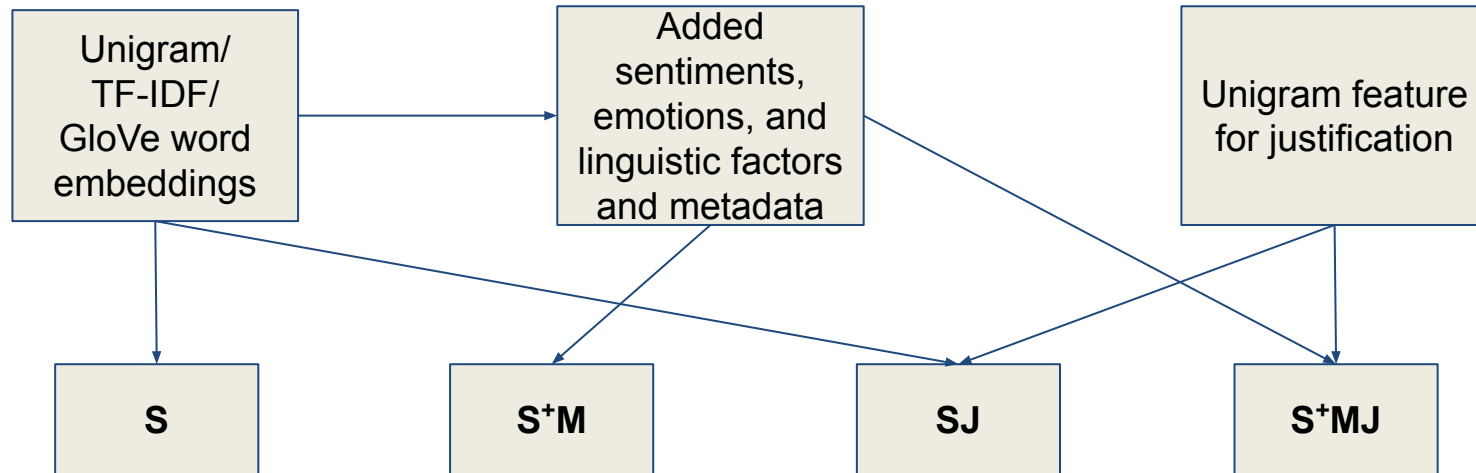 Unigram/
TF-IDF/
GloVe word
embeddings
Added
sentiments,
emotions, and
linguistic factors
and metadata
Unigram feature
for justification
S
S⁺M
SJ
S⁺MJ